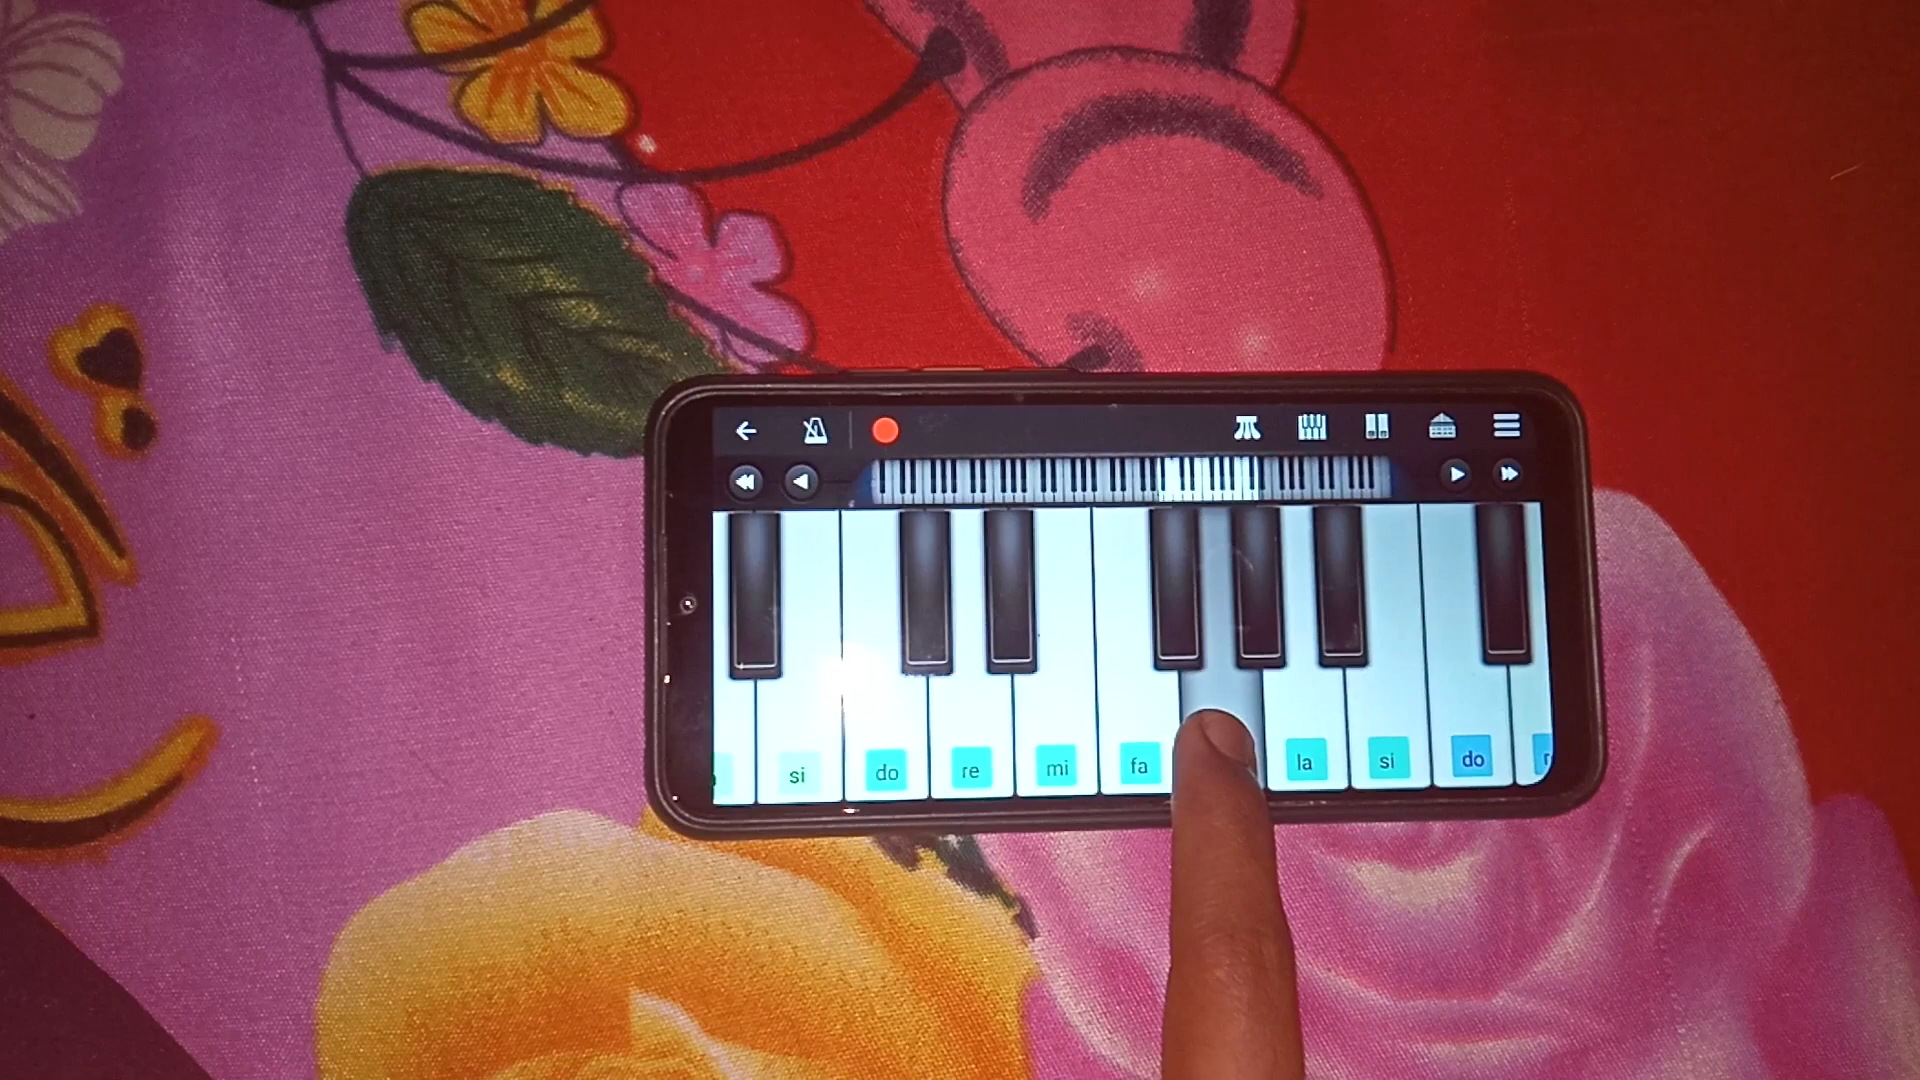 si do re mi fa la si do